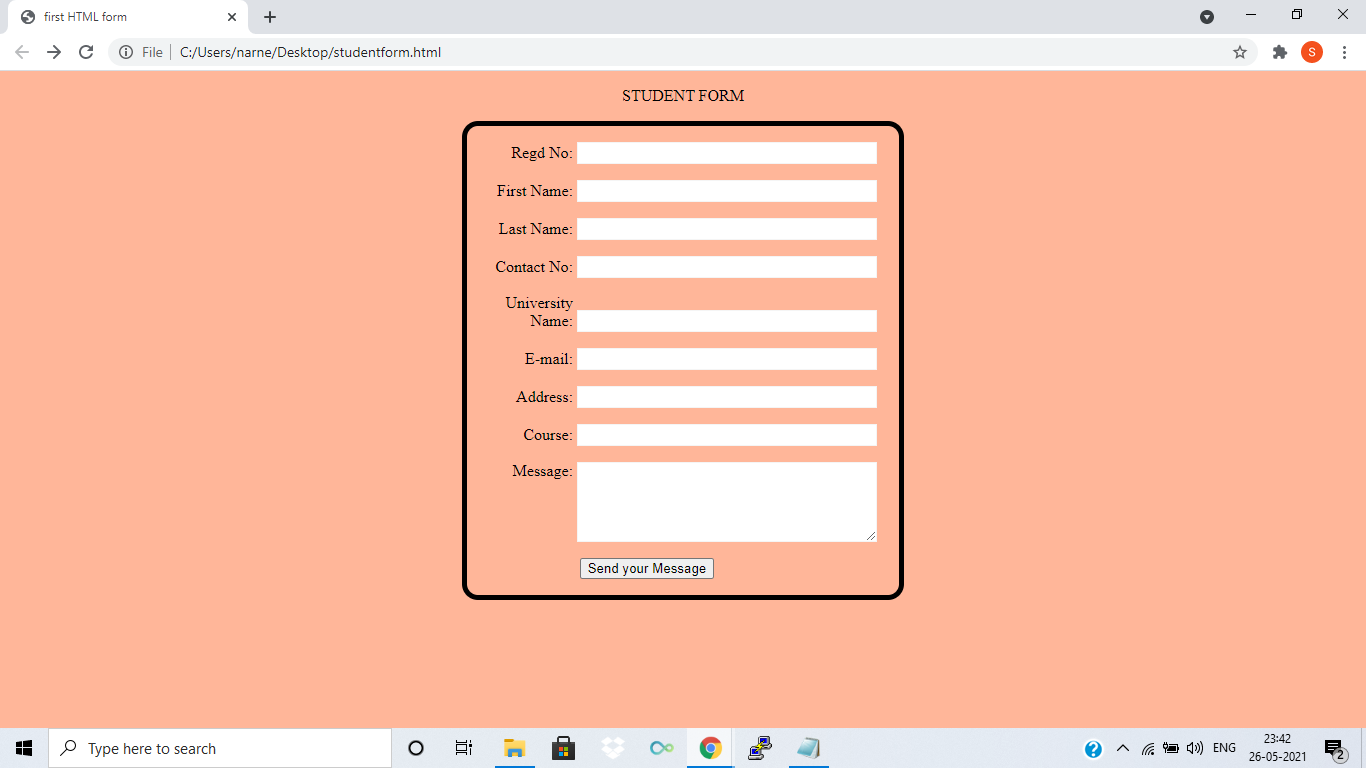 first HTML form
File
C:/Users/narne/Desktop/studentform.html
S
STUDENT FORM
Regd No:
First Name:
Last Name:
Contact No:
University
Name:
E-mail:
Address:
Course:
Message:
Send your Message
Type here to search
ENG
23:42
26-05-2021
2